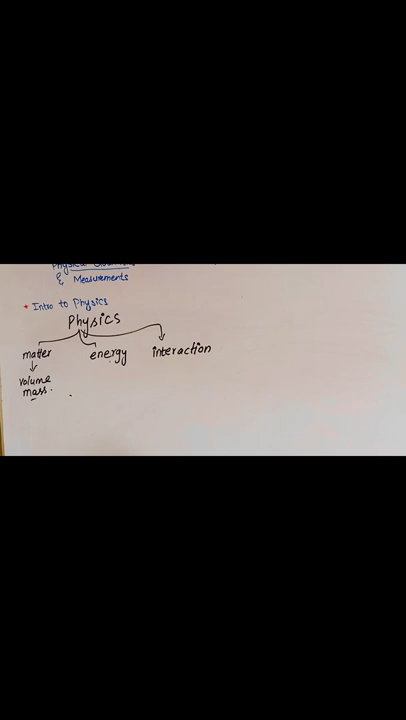 & Measurements
* Intro to Physics
Physics
matter energy interaction
volume
mass.